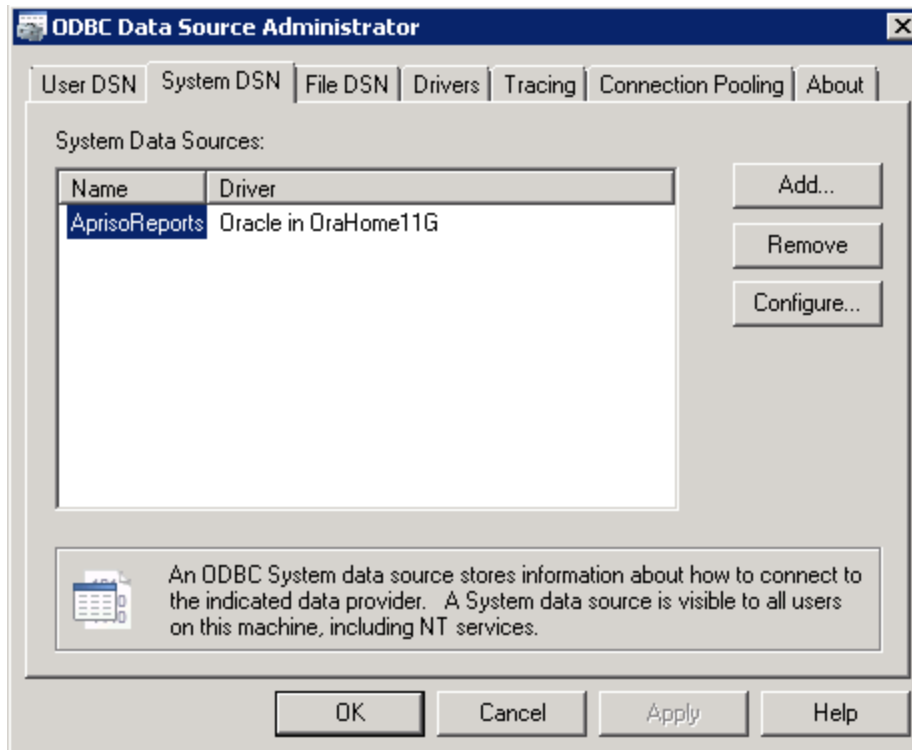 ODBC Data Source Administrator
User DSN System DSN File DSN Drivers Tracing Connection Pooling About
System Data Sources:
Name Driver
AprisoReports Oracle in OraHome11G
Add...
Remove
Configure...
An ODBC System data source stores information about how to connect to
the indicated data provider. A System data source is visible to all users
on this machine, including NT services.
OK Cancel Apply Help